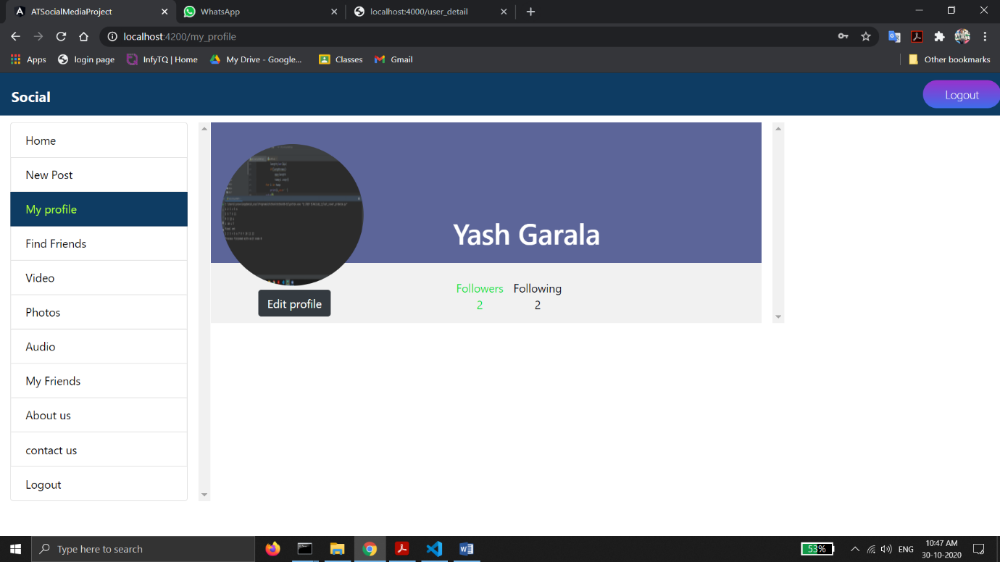 ATSocialMediaProject
WhatsApp
localhost:4000/user_detail
localhost:4200/my_profile
Apps
login page
InfyTQ | Home
My Drive - Google...
Classes
Gmail
Other bookmarks
Social
Logout
Home
New Post
My profile
Find Friends
Video
Photos
Audio
My Friends
About us
contact us
Logout
Yash Garala
Followers Following
2 2
Edit profile
Type here to search
53%
ENG
10:47 AM
30-10-2020